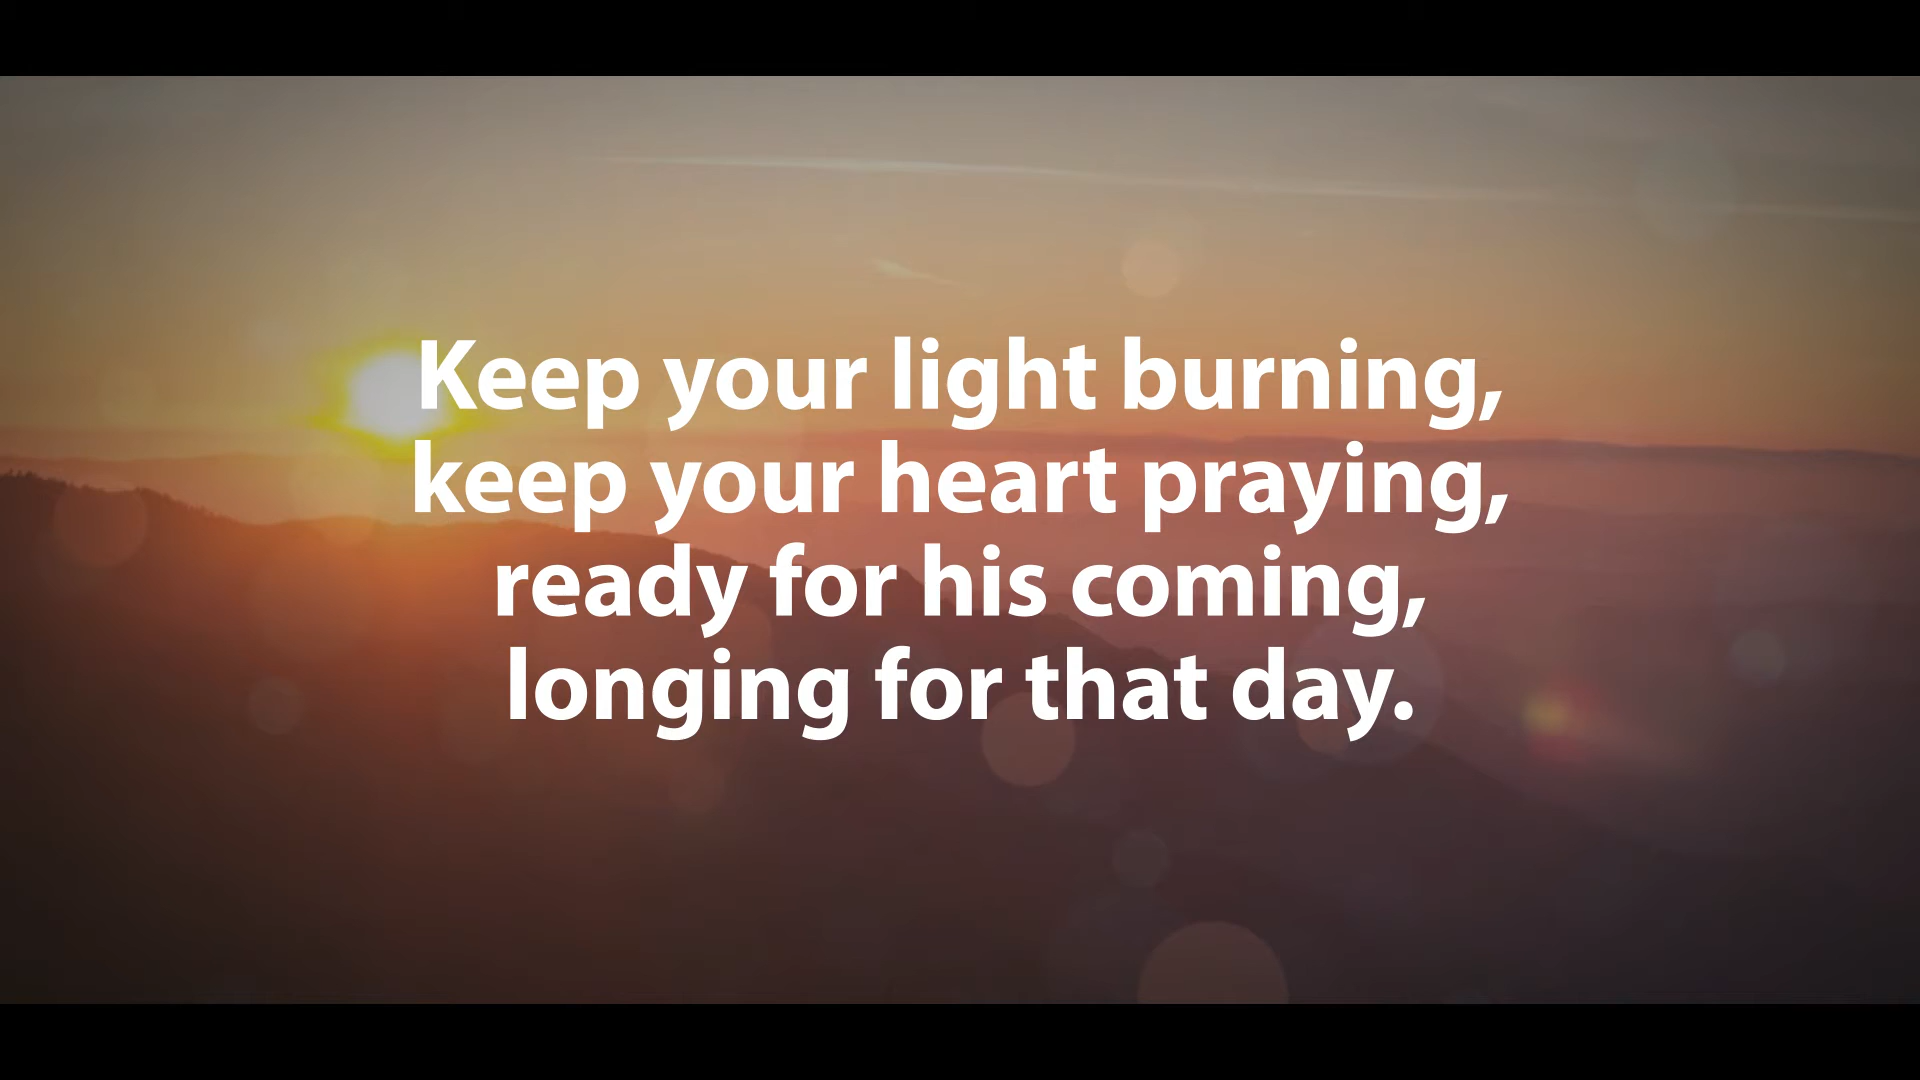 Keep your light burning,
keep your heart praying,
ready for his coming,
longing for that day.